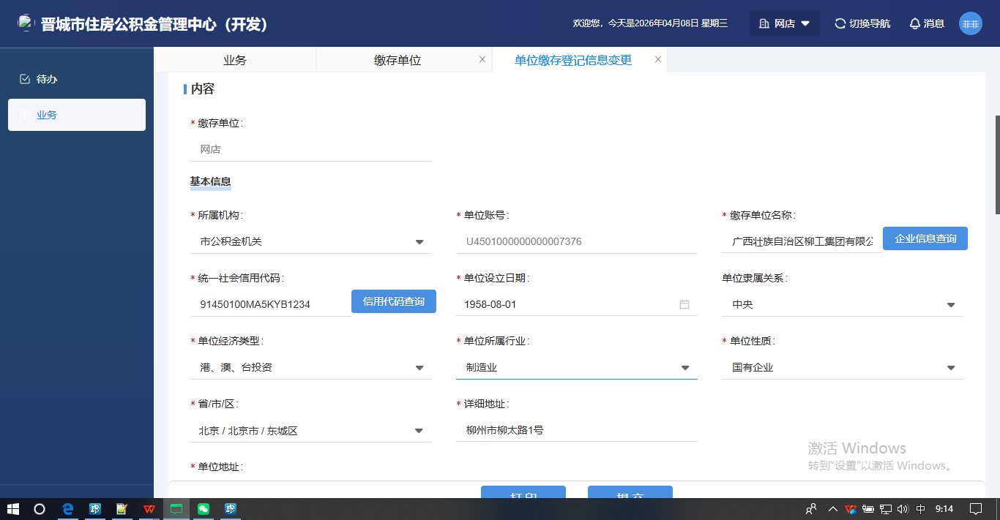 晋城市住房公积金管理中心（开发）
欢迎您，今天是2026年04月08日 星期三
网店
切换导航
消息
菲菲
待办
业务
业务
缴存单位
单位缴存登记信息变更
内容
* 缴存单位:
网店
基本信息
* 所属机构:
* 单位账号:
* 缴存单位名称:
市公积金机关
U4501000000000007376
广西壮族自治区柳工集团有限公
企业信息查询
* 统一社会信用代码:
* 单位设立日期:
单位隶属关系:
91450100MA5KYB1234
信用代码查询
1958-08-01
中央
* 单位经济类型:
* 单位所属行业:
* 单位性质:
港、澳、台投资
制造业
国有企业
* 省/市/区:
* 详细地址:
北京 / 北京市 / 东城区
柳州市柳太路1号
* 单位地址:
激活 Windows
转到"设置"以激活 Windows。
打印
提交
中
9:14